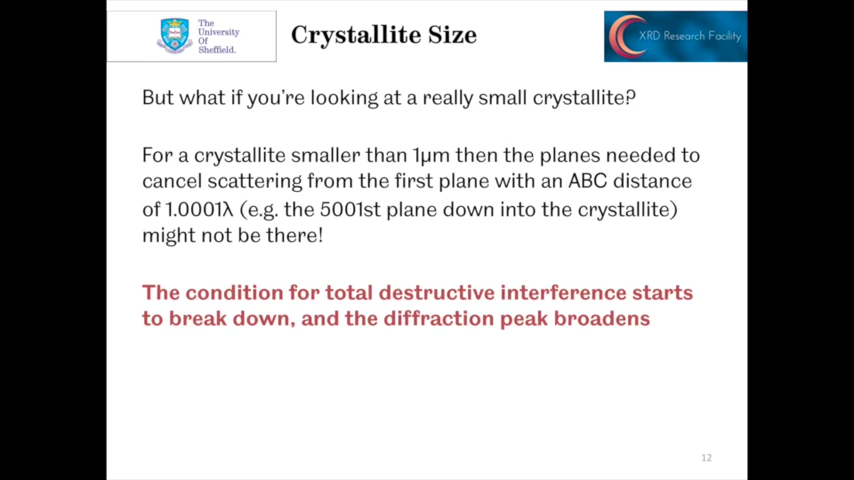 The
University
Of
Sheffield.
Crystallite Size
XRD Research Facility
But what if you're looking at a really small crystallite?
For a crystallite smaller than 1μm then the planes needed to
cancel scattering from the first plane with an ABC distance
of 1.0001λ (e.g. the 5001st plane down into the crystallite)
might not be there!
The condition for total destructive interference starts
to break down, and the diffraction peak broadens
12